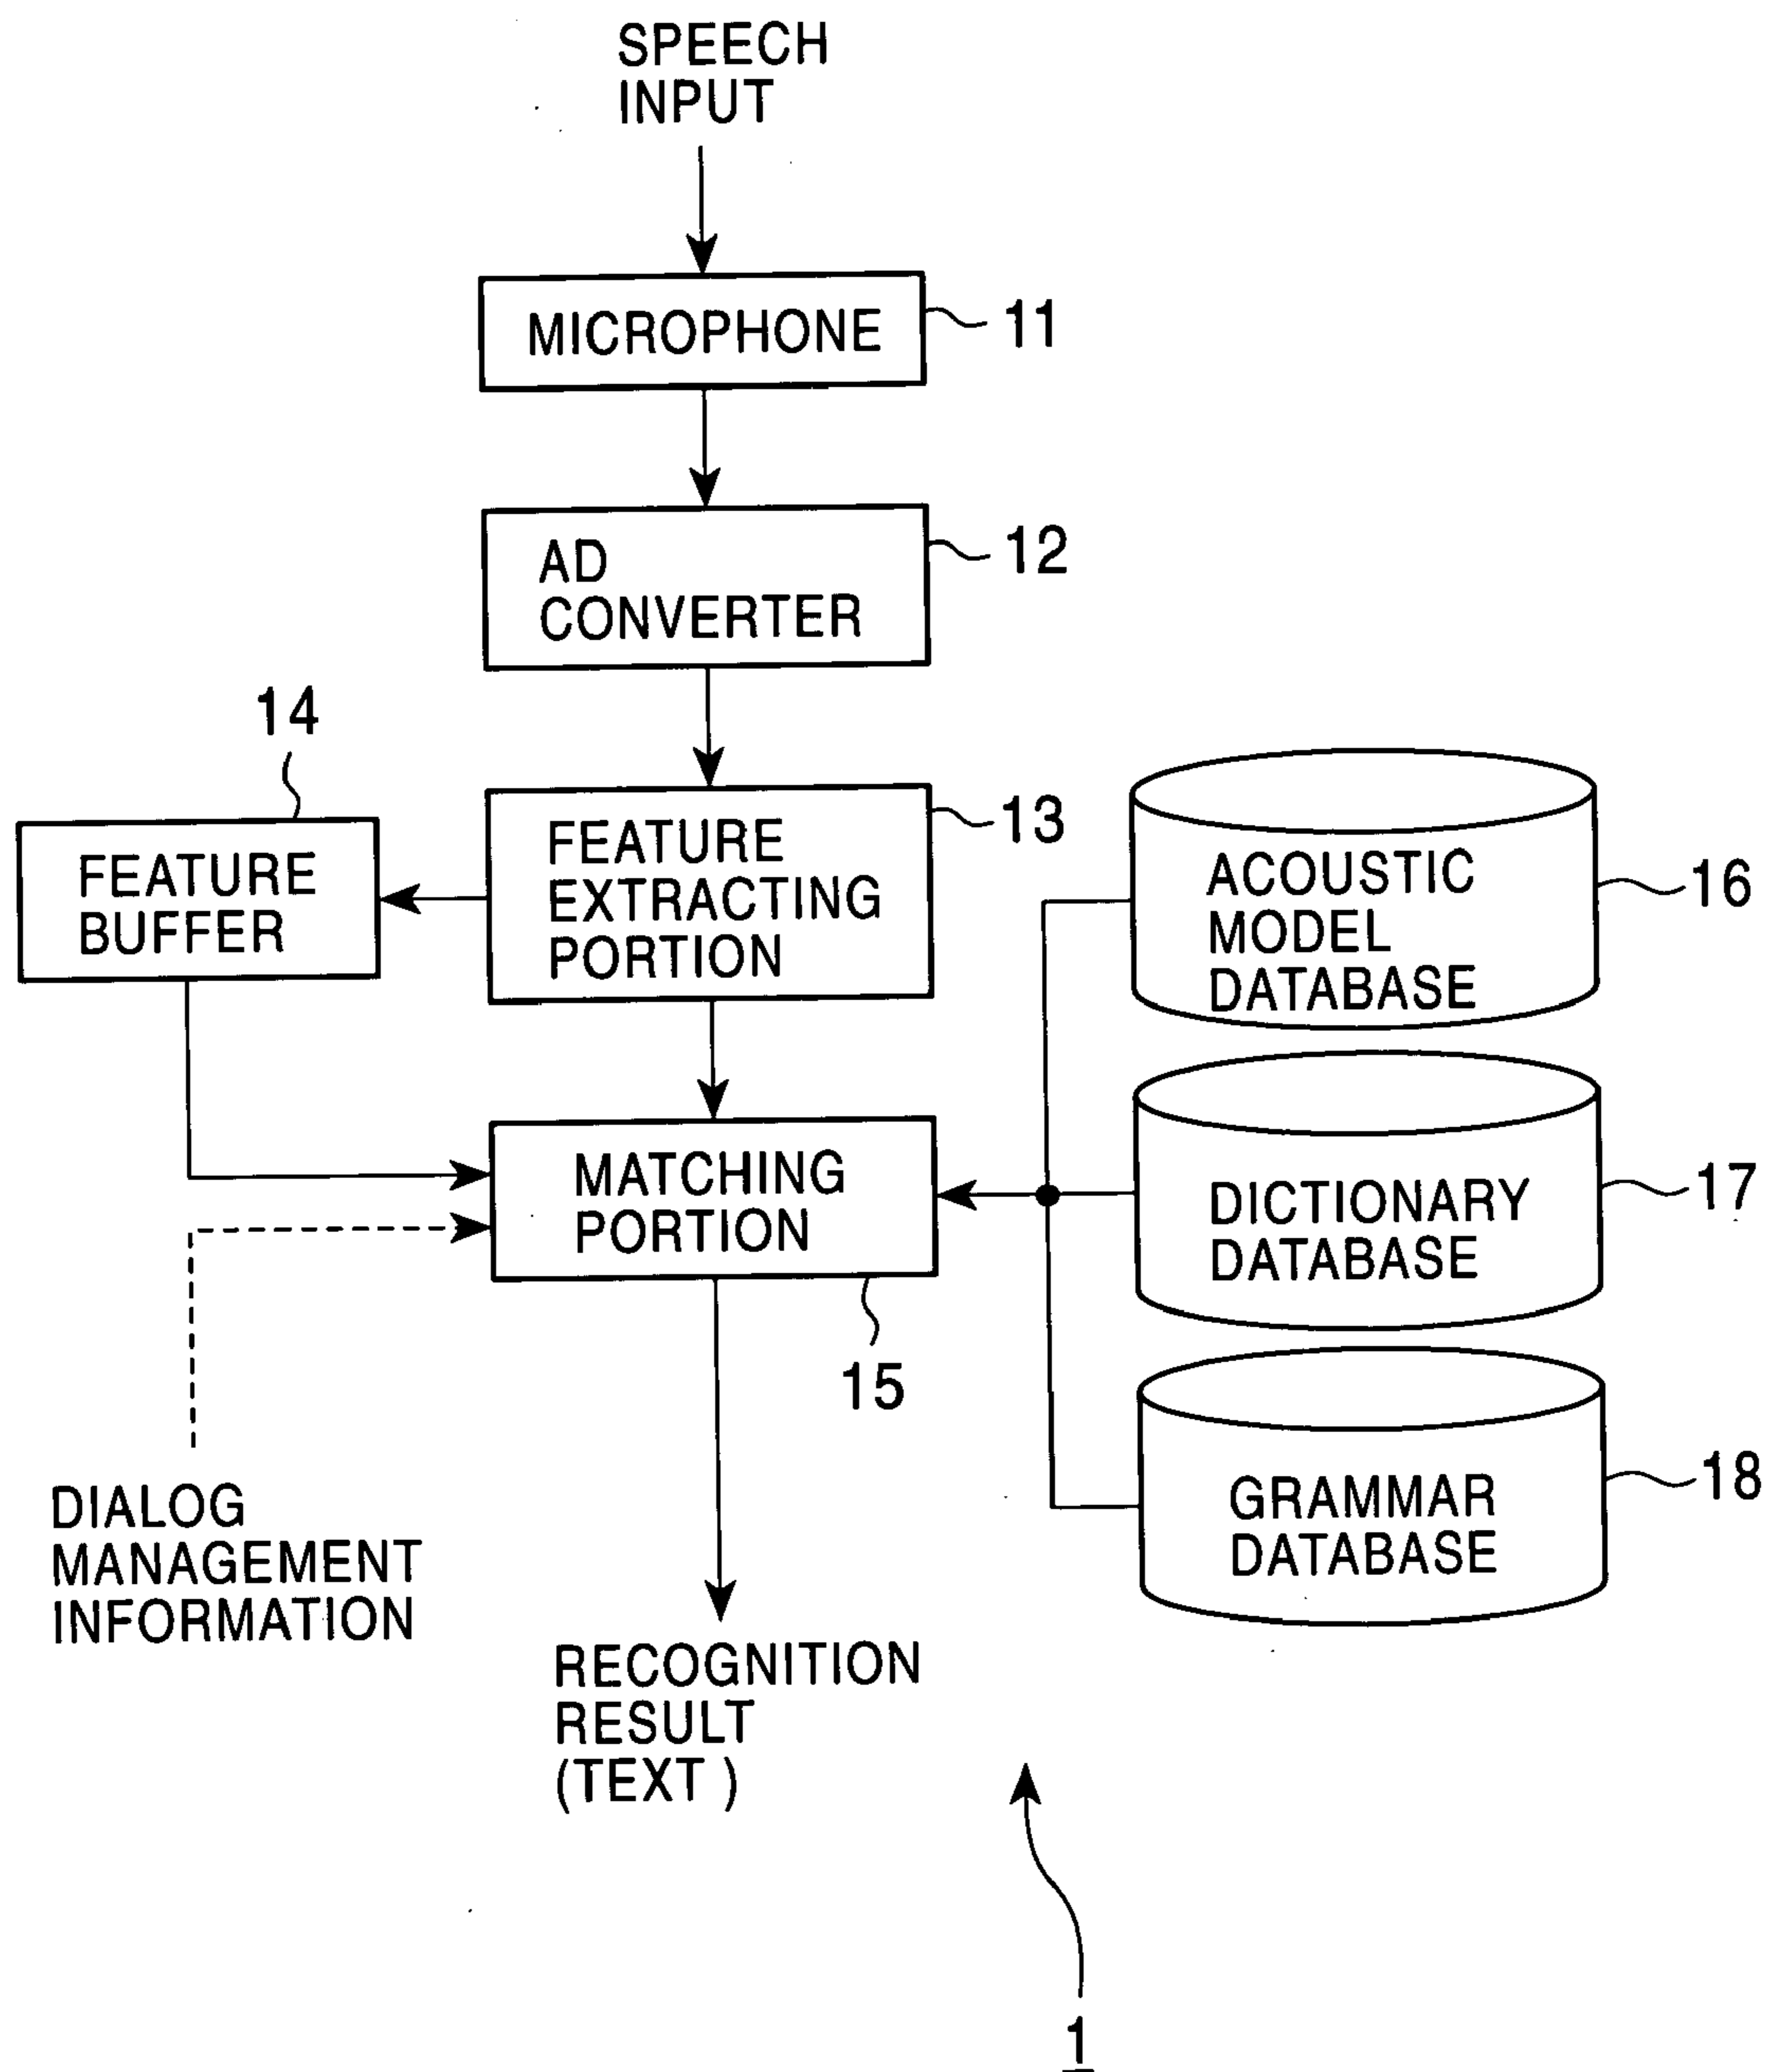 SPEECH
INPUT
MICROPHONE
11
AD
CONVERTER
12
14
FEATURE
BUFFER
FEATURE
EXTRACTING
PORTION
13
ACOUSTIC
MODEL
DATABASE
16
MATCHING
PORTION
15
DICTIONARY
DATABASE
17
GRAMMAR
DATABASE
18
DIALOG
MANAGEMENT
INFORMATION
RECOGNITION
RESULT
(TEXT)
1